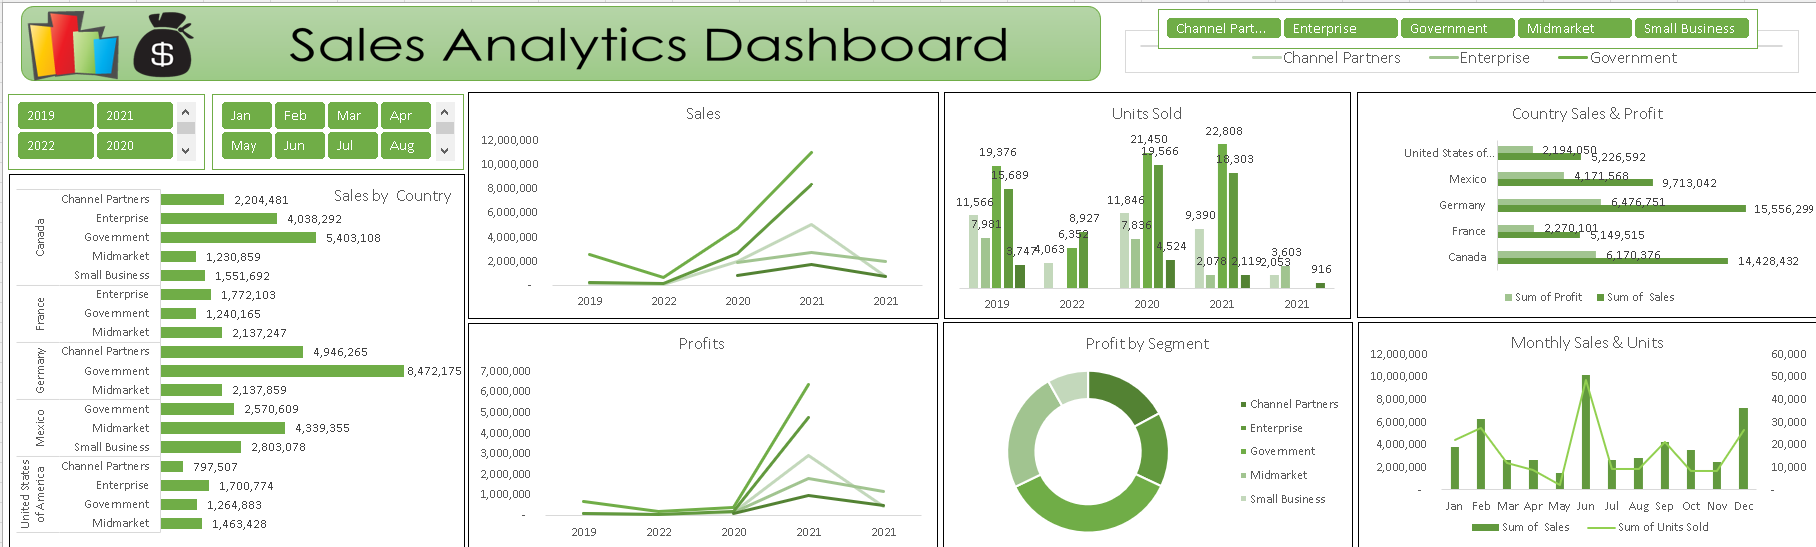 Sales Analytics Dashboard
Channel Part... Enterprise Government Midmarket Small Business
Channel Partners Enterprise Government
2019 2021
2022 2020
Jan Feb Mar Apr
May Jun Jul Aug
Sales by Country
Canada
Channel Partners 2,204,481
Enterprise 4,038,292
Government 5,403,108
Midmarket 1,230,859
Small Business 1,551,692
France
Enterprise 1,772,103
Government 1,240,165
Midmarket 2,137,247
Germany
Channel Partners 4,946,265
Government 8,472,175
Midmarket 2,137,859
Mexico
Government 2,570,609
Midmarket 4,339,355
Small Business 2,803,078
United States
of America
Channel Partners 797,507
Enterprise 1,700,774
Government 1,264,883
Midmarket 1,463,428
Sales
12,000,000
10,000,000
8,000,000
6,000,000
4,000,000
2,000,000
-
2019 2022 2020 2021 2021
Units Sold
11,566 7,981 19,376 15,689 3,747
4,063 6,352 8,927
11,846 7,836 21,450 19,566 4,524
9,390 2,078 22,808 18,303 2,119
2,053 3,603 916
2019 2022 2020 2021 2021
Country Sales & Profit
United States of... 2,194,050 5,226,592
Mexico 4,171,568 9,713,042
Germany 6,476,751 15,556,299
France 2,270,101 5,149,515
Canada 6,170,376 14,428,432
Sum of Profit Sum of Sales
Profits
7,000,000
6,000,000
5,000,000
4,000,000
3,000,000
2,000,000
1,000,000
-
2019 2022 2020 2021 2021
Profit by Segment
Channel Partners
Enterprise
Government
Midmarket
Small Business
Monthly Sales & Units
12,000,000 60,000
10,000,000 50,000
8,000,000 40,000
6,000,000 30,000
4,000,000 20,000
2,000,000 10,000
- -
Jan Feb Mar Apr May Jun Jul Aug Sep Oct Nov Dec
Sum of Sales Sum of Units Sold